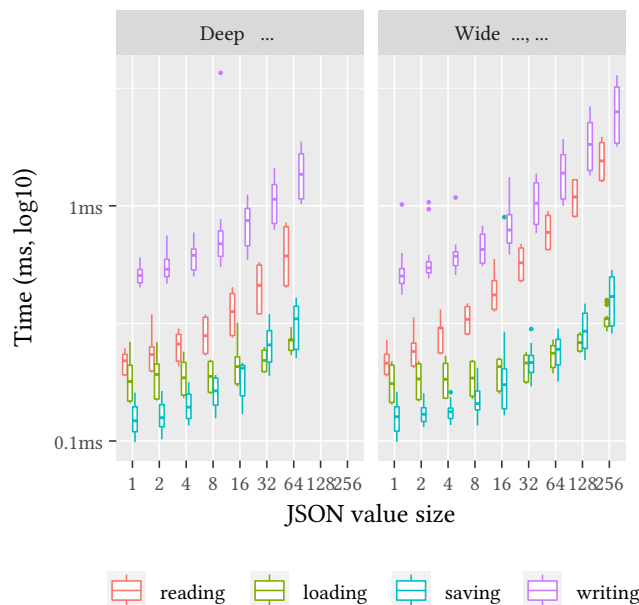 Deep ... Wide ..., ...
Time (ms, log10)
1ms
0.1ms
1 2 4 8 16 32 64 128 256 1 2 4 8 16 32 64 128 256
JSON value size
reading loading saving writing